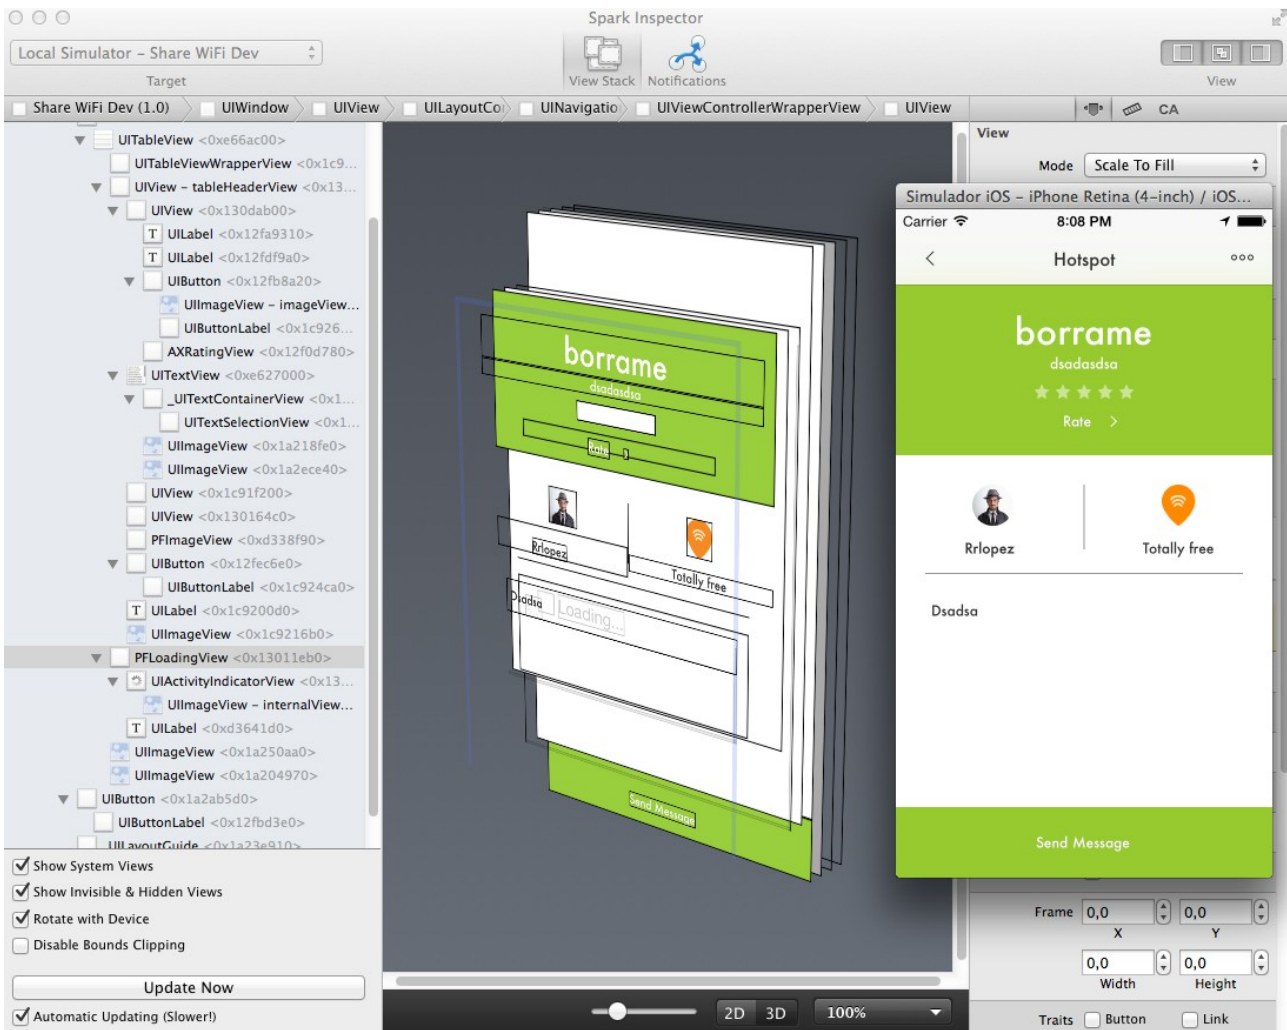 Spark Inspector
Local Simulator – Share WiFi Dev
Target
View Stack
Notifications
View
Share WiFi Dev (1.0)
UIWindow
UIView
UILayoutCo
UINavigatio
UIViewControllerWrapperView
UIView
CA
UITableView <0xe66ac00>
UITableViewWrapperView <0x1c9...
UIView – tableHeaderView <0x13...
UIView <0x130dab00>
T UILabel <0x12fa9310>
T UILabel <0x12fdf9a0>
UIButton <0x12fb8a20>
UIImageView – imageView...
UIButtonLabel <0x1c926...
AXRatingView <0x12f0d780>
UITextView <0xe627000>
_UITextContainerView <0x1...
UITextSelectionView <0x1...
UIImageView <0x1a218fe0>
UIImageView <0x1a2ece40>
UIView <0x1c91f200>
UIView <0x130164c0>
PFImageView <0xd338f90>
UIButton <0x12fec6e0>
UIButtonLabel <0x1c924ca0>
T UILabel <0x1c9200d0>
UIImageView <0x1c9216b0>
PFLoadingView <0x13011eb0>
UIActivityIndicatorView <0x13...
UIImageView – internalView...
T UILabel <0xd3641d0>
UIImageView <0x1a250aa0>
UIImageView <0x1a204970>
UIButton <0x1a2ab5d0>
UIButtonLabel <0x12fbd3e0>
UILayoutGuide <0x1a23e910>
Show System Views
Show Invisible & Hidden Views
Rotate with Device
Disable Bounds Clipping
Update Now
Automatic Updating (Slower!)
borrame
dsadasdsa
Rate
Rrlopez
Totally free
Dsadsa
Loading...
Send Message
2D
3D
100%
View
Mode
Scale To Fill
Simulador iOS – iPhone Retina (4-inch) / iOS...
Carrier
8:08 PM
Hotspot
borrame
dsadasdsa
Rate
Rrlopez
Totally free
Dsadsa
Send Message
Frame 0,0 0,0
X Y
0,0 0,0
Width Height
Traits Button Link